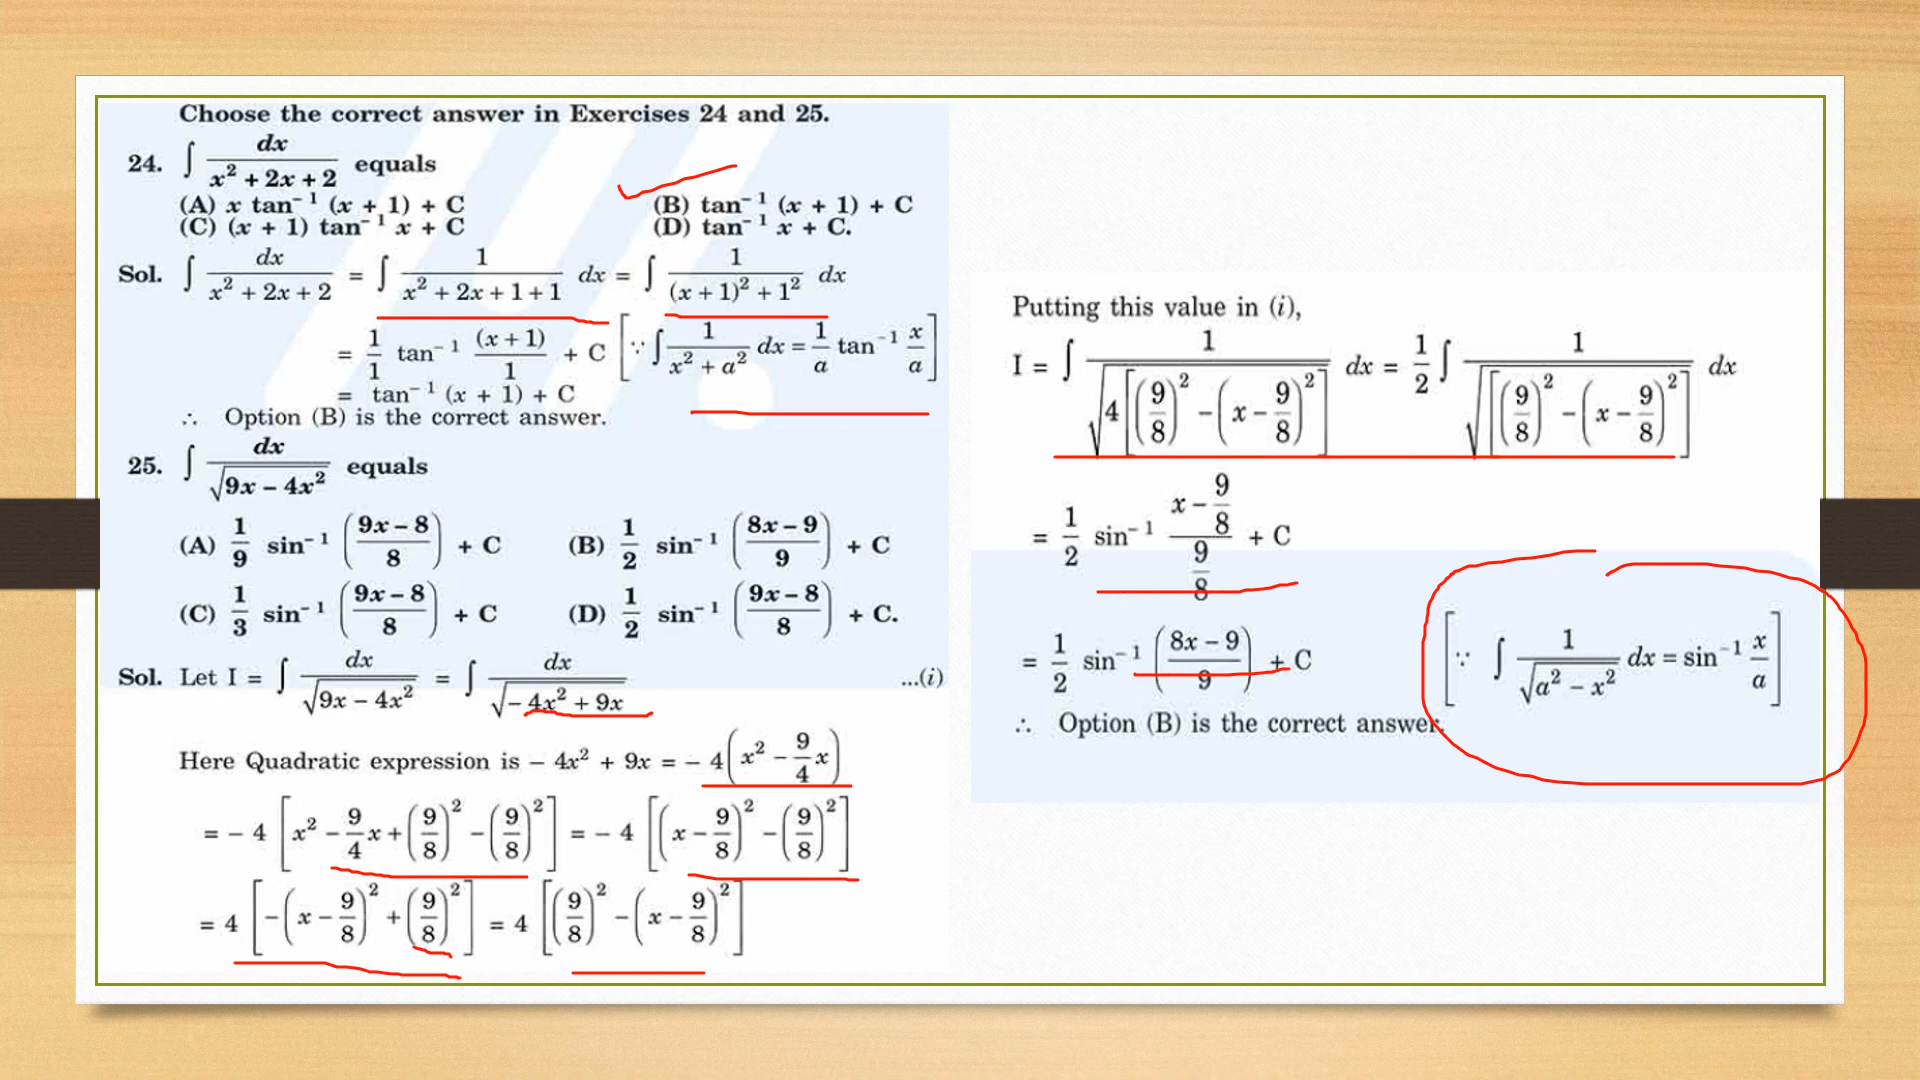 Choose the correct answer in Exercises 24 and 25.
24. ∫ dx / (x² + 2x + 2) equals
(A) x tan⁻¹ (x + 1) + C (B) tan⁻¹ (x + 1) + C
(C) (x + 1) tan⁻¹ x + C (D) tan⁻¹ x + C.
Sol. ∫ dx / (x² + 2x + 2) = ∫ 1 / (x² + 2x + 1 + 1) dx = ∫ 1 / ((x + 1)² + 1²) dx
= 1/1 tan⁻¹ (x + 1)/1 + C [∵ ∫ 1 / (x² + a²) dx = 1/a tan⁻¹ x/a]
= tan⁻¹ (x + 1) + C
∴ Option (B) is the correct answer.
25. ∫ dx / √(9x – 4x²) equals
(A) 1/9 sin⁻¹ ((9x – 8)/8) + C (B) 1/2 sin⁻¹ ((8x – 9)/9) + C
(C) 1/3 sin⁻¹ ((9x – 8)/8) + C (D) 1/2 sin⁻¹ ((9x – 8)/8) + C.
Sol. Let I = ∫ dx / √(9x – 4x²) = ∫ dx / √(– 4x² + 9x) ...(i)
Here Quadratic expression is – 4x² + 9x = – 4 (x² – 9/4 x)
= – 4 [x² – 9/4 x + (9/8)² – (9/8)²] = – 4 [(x – 9/8)² – (9/8)²]
= 4 [– (x – 9/8)² + (9/8)²] = 4 [(9/8)² – (x – 9/8)²]
Putting this value in (i),
I = ∫ 1 / √(4 [(9/8)² – (x – 9/8)²]) dx = 1/2 ∫ 1 / √([(9/8)² – (x – 9/8)²]) dx
= 1/2 sin⁻¹ (x – 9/8) / (9/8) + C
= 1/2 sin⁻¹ ((8x – 9)/9) + C [∵ ∫ 1 / √(a² – x²) dx = sin⁻¹ x/a]
∴ Option (B) is the correct answer.